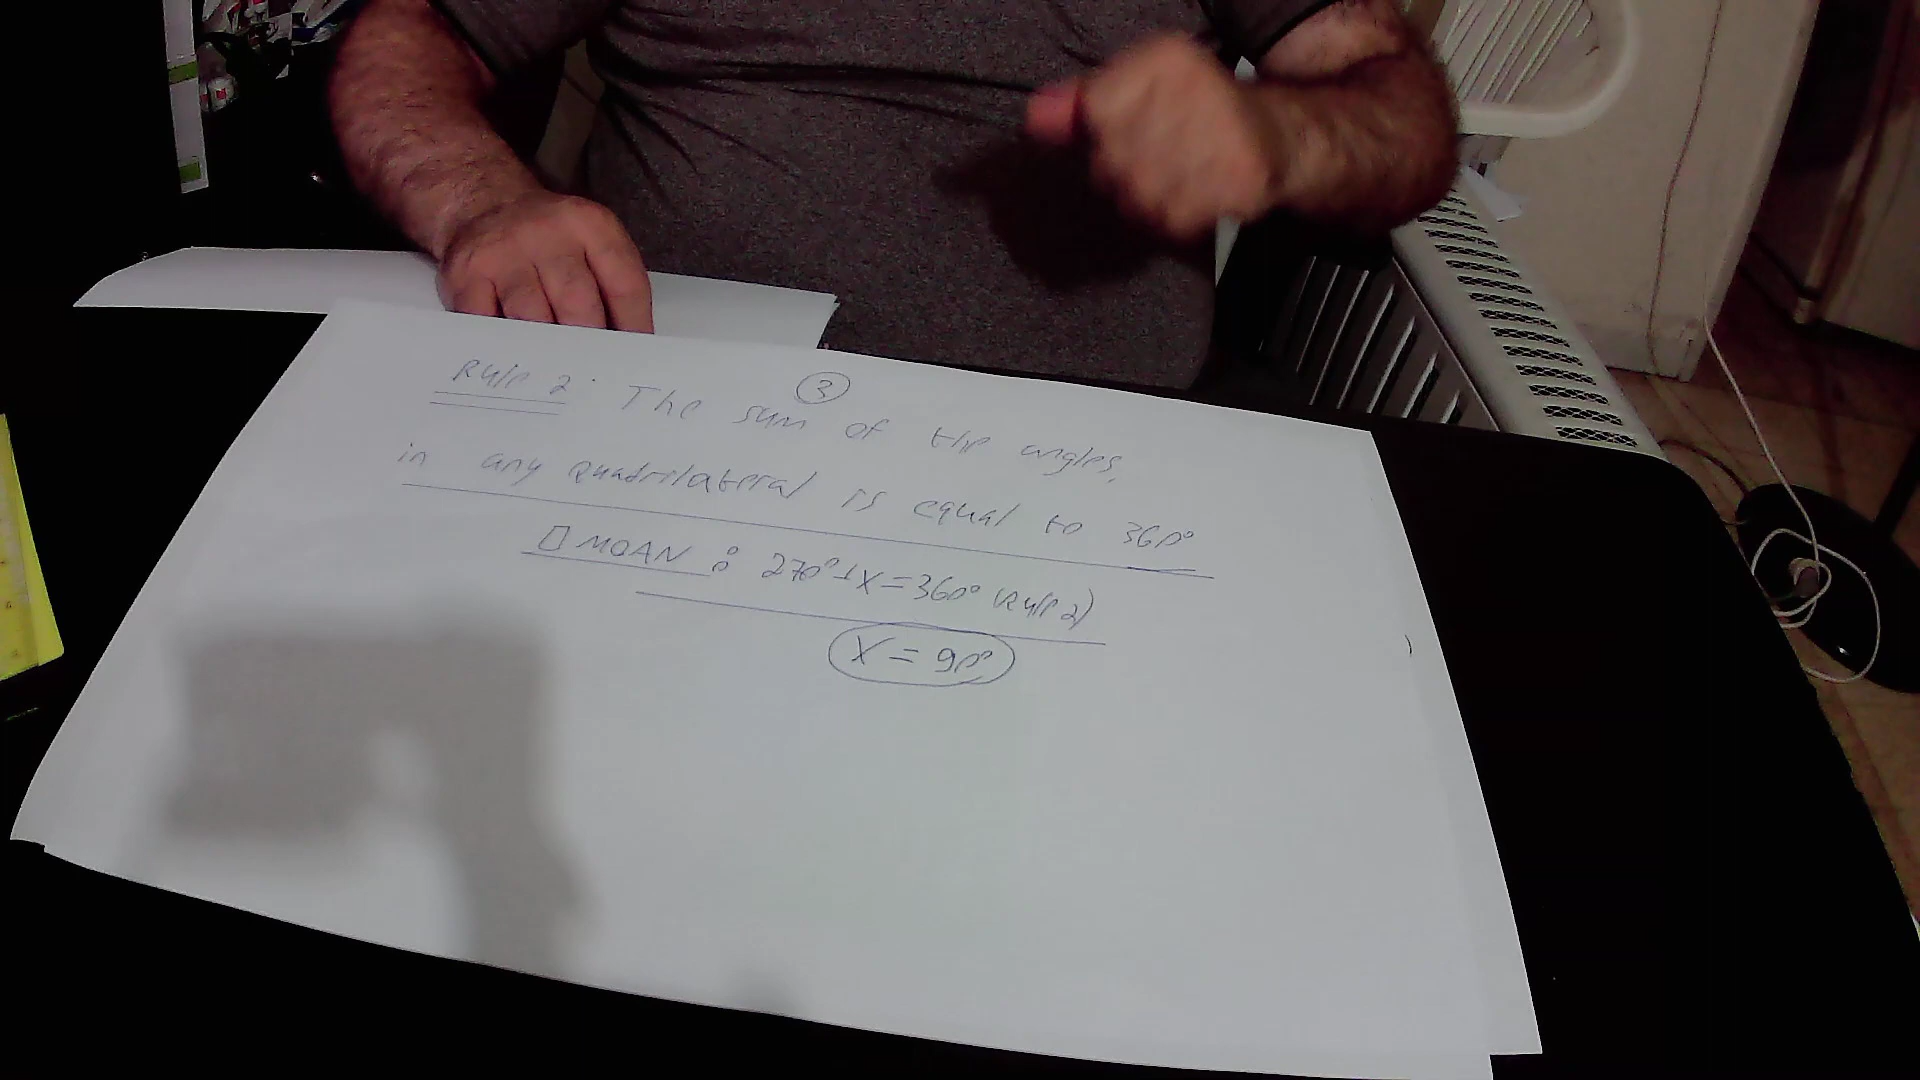 ③
Rule 2: The sum of the angles,
in any quadrilateral is equal to 360°
▯ MOAN : 270°+X=360° (Rule 2)
X = 90°